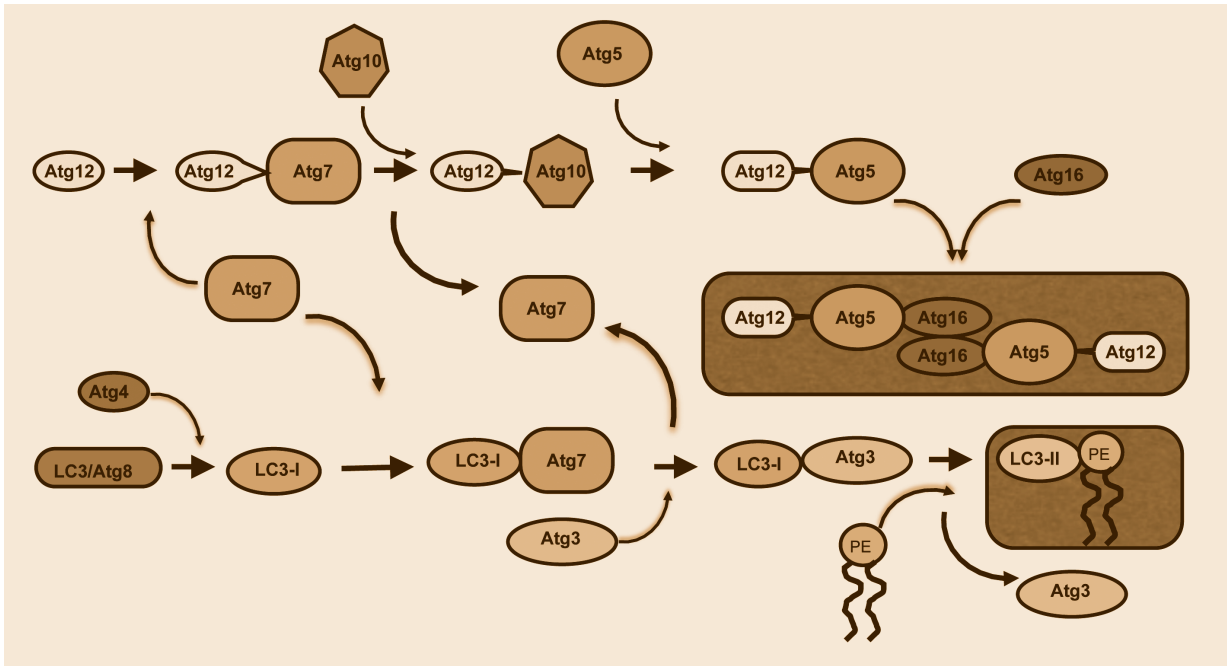 Atg10
Atg5
Atg12
Atg12
Atg7
Atg12
Atg10
Atg12
Atg5
Atg16
Atg7
Atg7
Atg12
Atg5
Atg16
Atg16
Atg5
Atg12
Atg4
LC3/Atg8
LC3-I
LC3-I
Atg7
LC3-I
Atg3
LC3-II
PE
Atg3
PE
Atg3